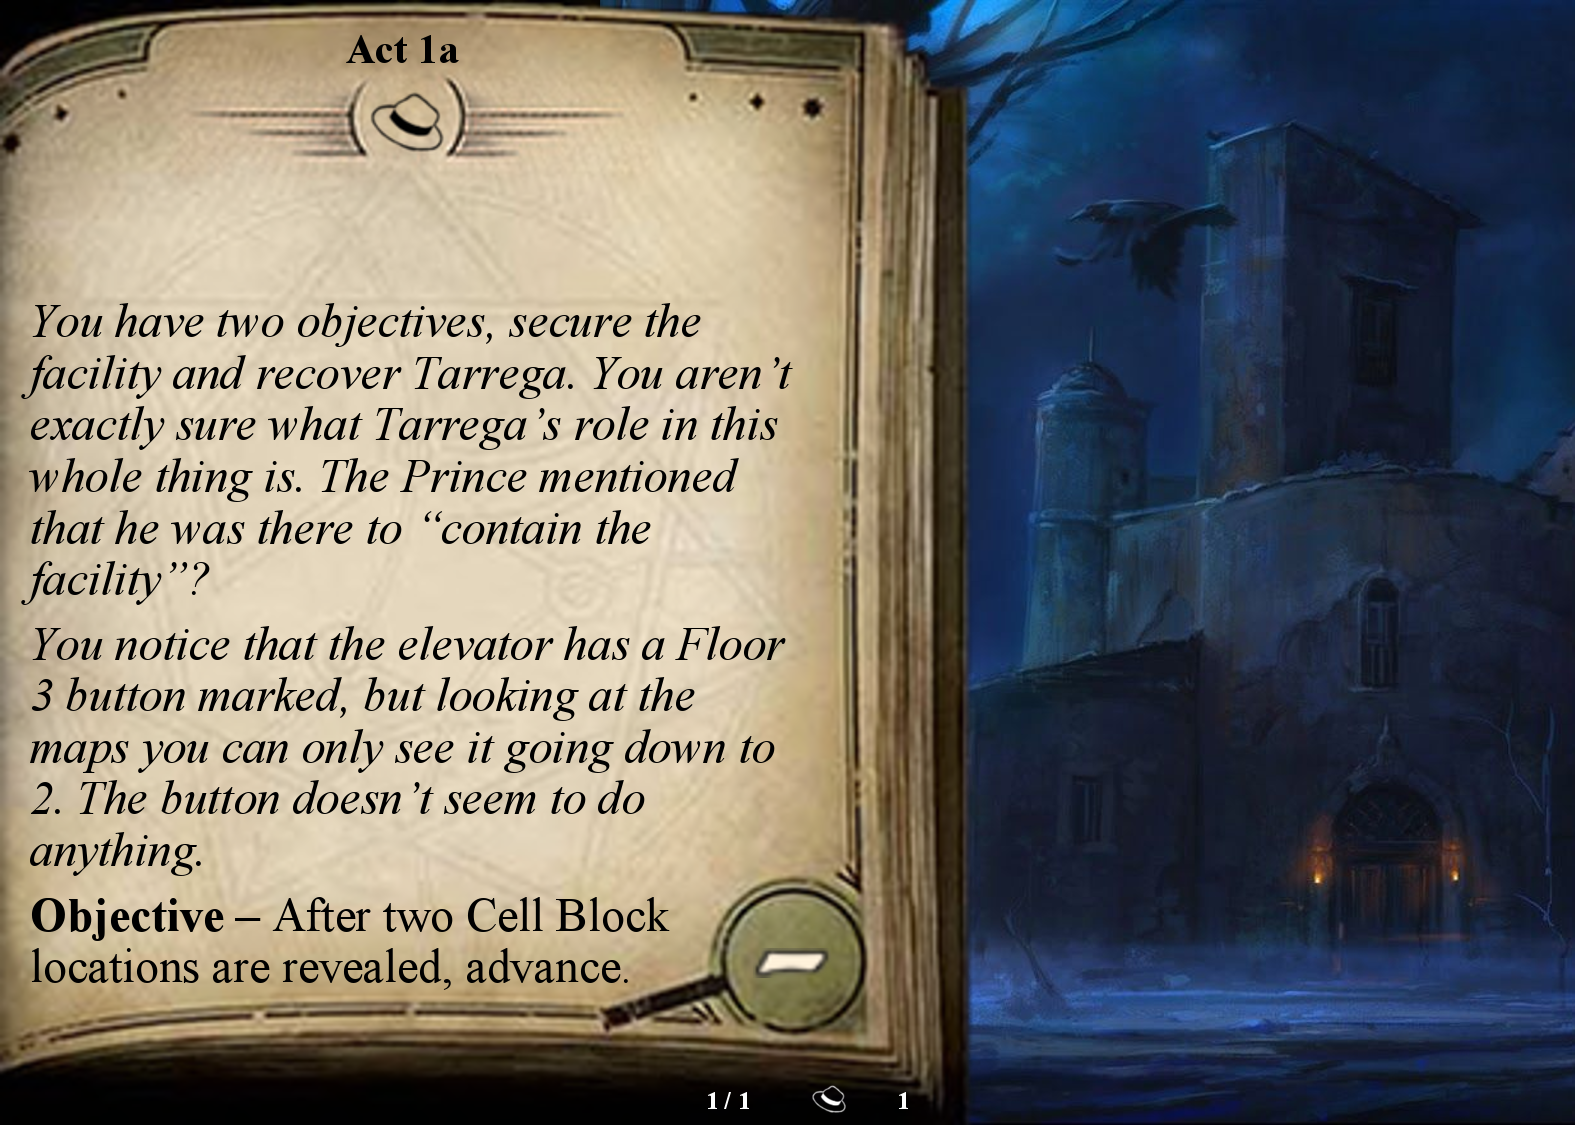 Act 1a
You have two objectives, secure the
facility and recover Tarrega. You aren’t
exactly sure what Tarrega’s role in this
whole thing is. The Prince mentioned
that he was there to “contain the
facility”?
You notice that the elevator has a Floor
3 button marked, but looking at the
maps you can only see it going down to
2. The button doesn’t seem to do
anything.
Objective – After two Cell Block
locations are revealed, advance.
–
1 / 1 1